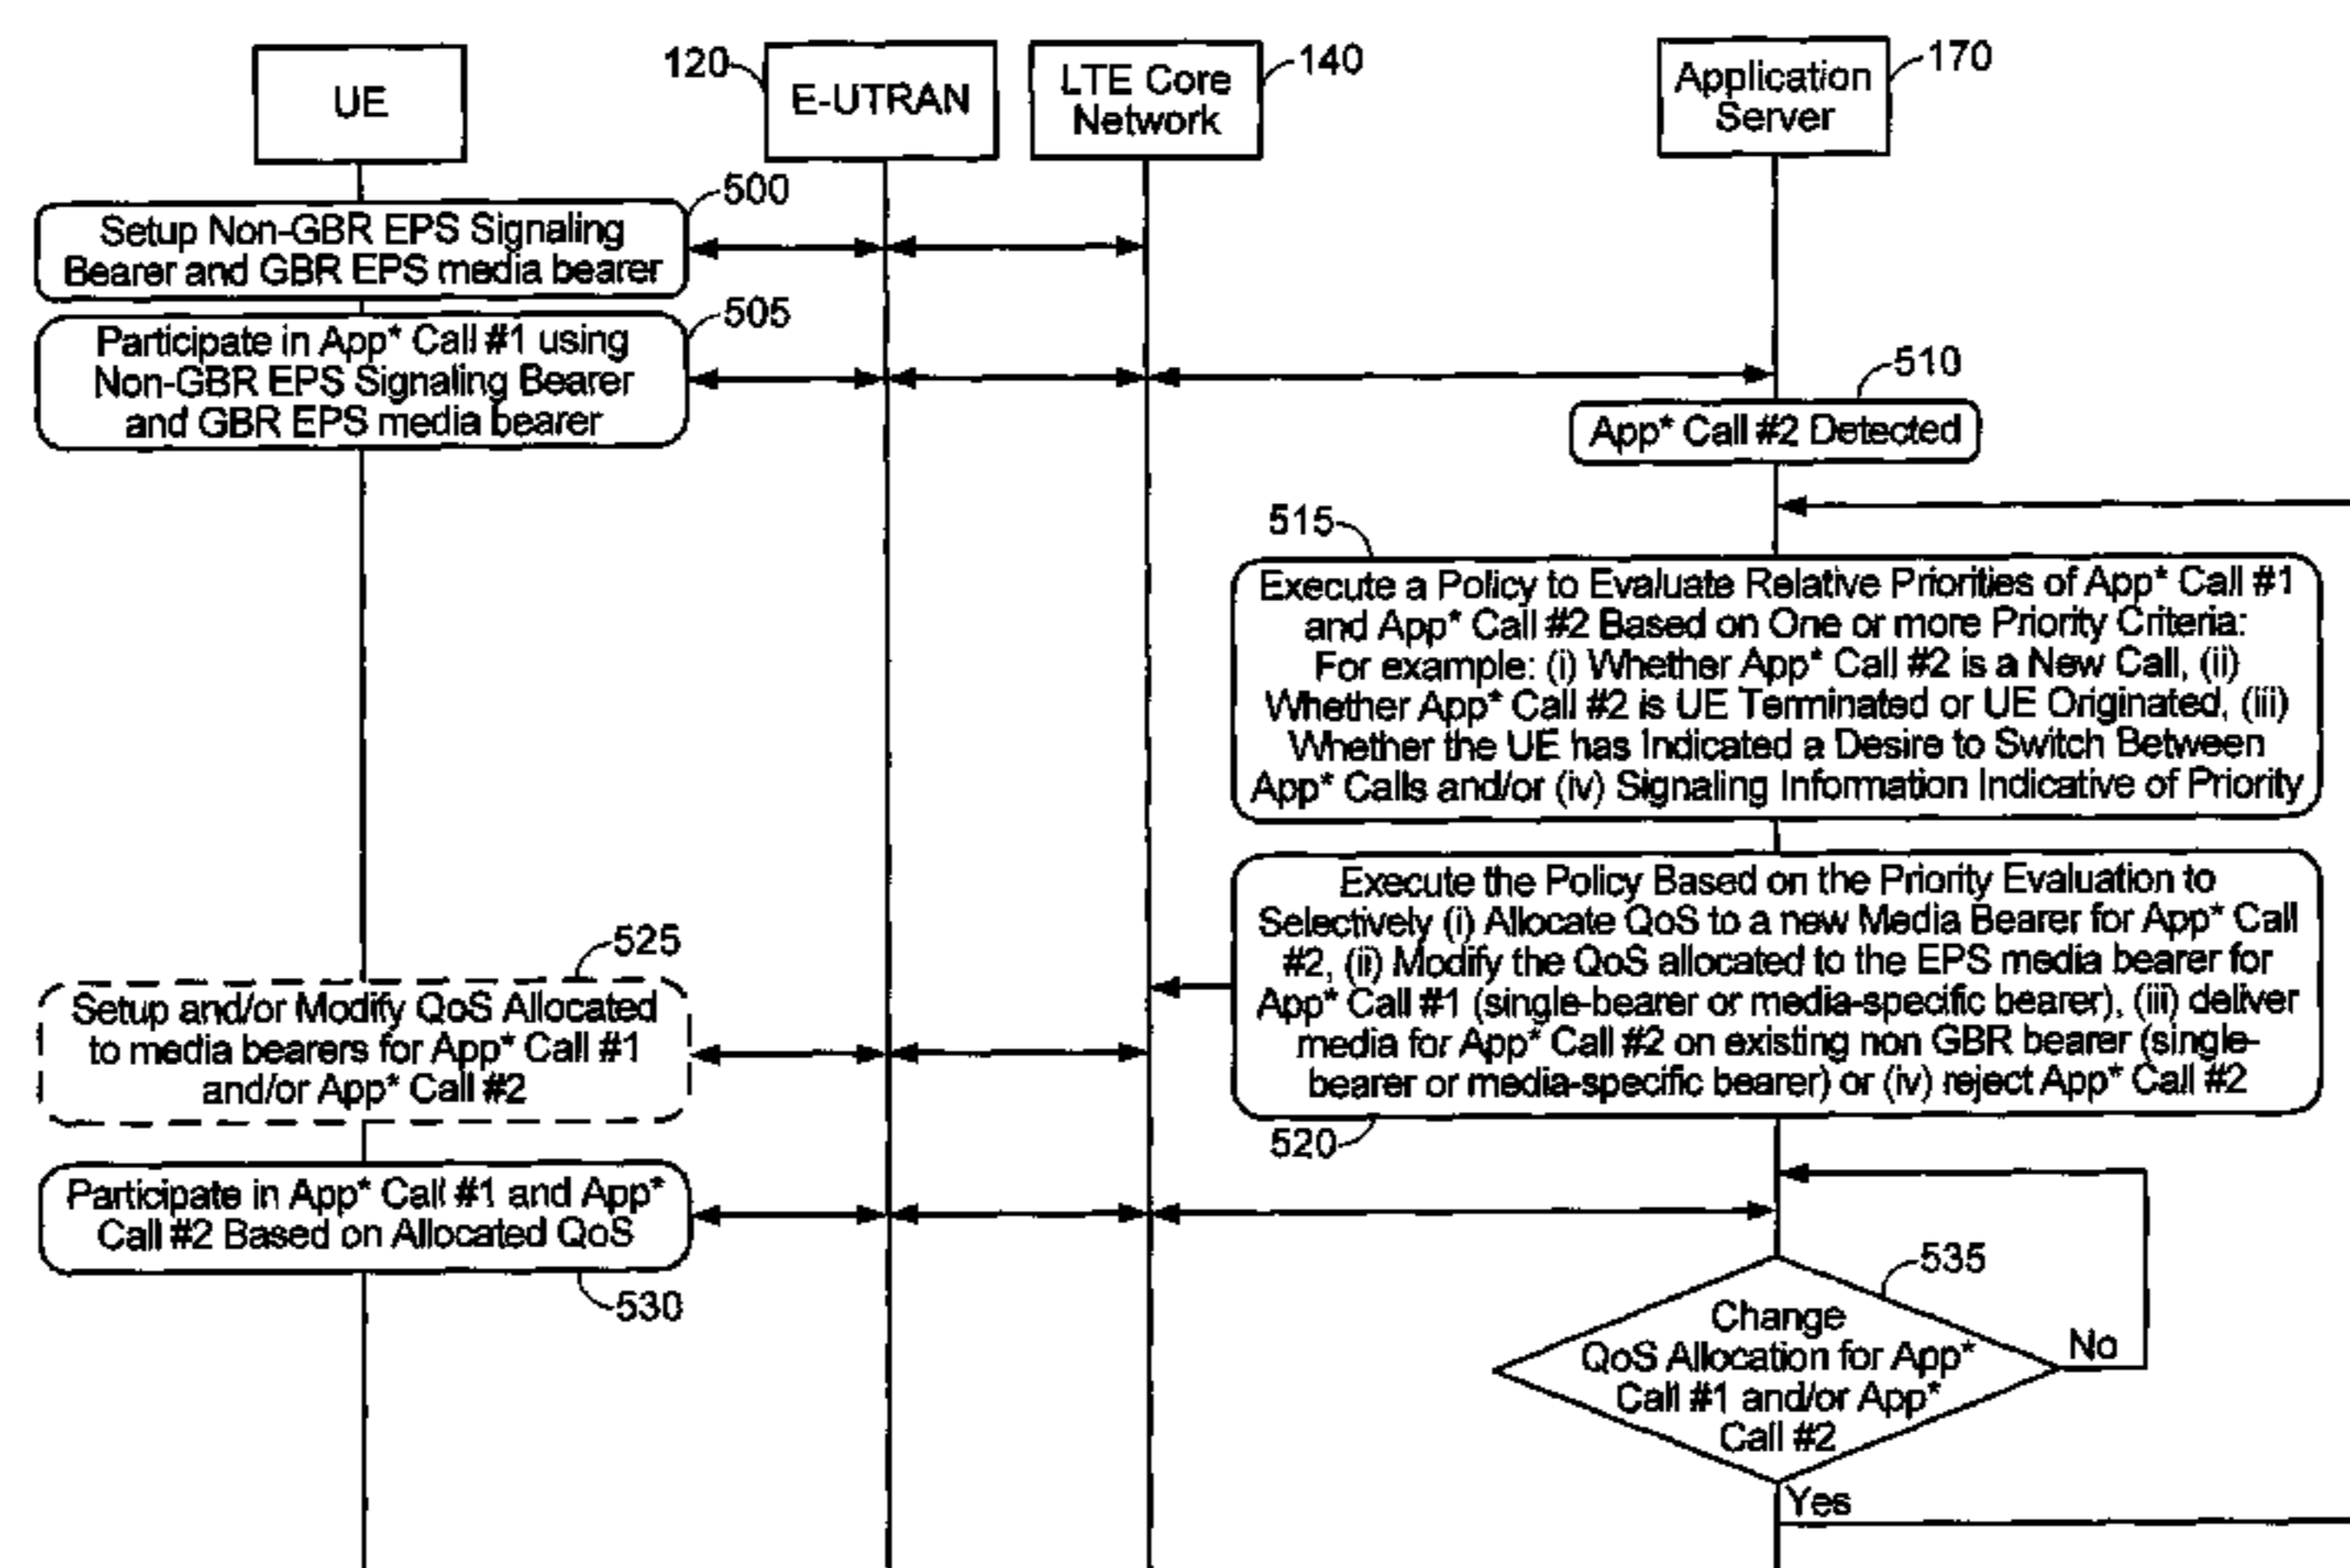 UE
120
E-UTRAN
LTE Core
Network
140
Application
Server
170
500
Setup Non-GBR EPS Signaling
Bearer and GBR EPS media bearer
505
Participate in App* Call #1 using
Non-GBR EPS Signaling Bearer
and GBR EPS media bearer
510
App* Call #2 Detected
515
Execute a Policy to Evaluate Relative Priorities of App* Call #1
and App* Call #2 Based on One or more Priority Criteria:
For example: (i) Whether App* Call #2 is a New Call, (ii)
Whether App* Call #2 is UE Terminated or UE Originated, (iii)
Whether the UE has Indicated a Desire to Switch Between
App* Calls and/or (iv) Signaling Information Indicative of Priority
Execute the Policy Based on the Priority Evaluation to
Selectively (i) Allocate QoS to a new Media Bearer for App* Call
#2, (ii) Modify the QoS allocated to the EPS media bearer for
App* Call #1 (single-bearer or media-specific bearer), (iii) deliver
media for App* Call #2 on existing non GBR bearer (single-
bearer or media-specific bearer) or (iv) reject App* Call #2
520
525
Setup and/or Modify QoS Allocated
to media bearers for App* Call #1
and/or App* Call #2
Participate in App* Call #1 and App*
Call #2 Based on Allocated QoS
530
535
Change
QoS Allocation for App*
Call #1 and/or App*
Call #2
No
Yes